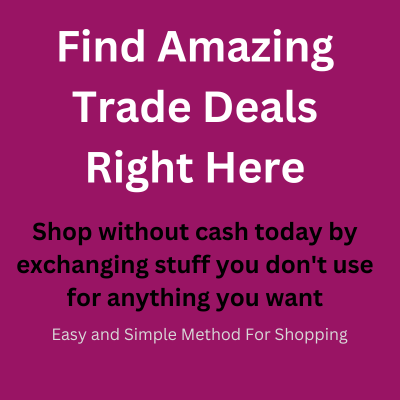 Find Amazing
Trade Deals
Right Here
Shop without cash today by
exchanging stuff you don't use
for anything you want
Easy and Simple Method For Shopping